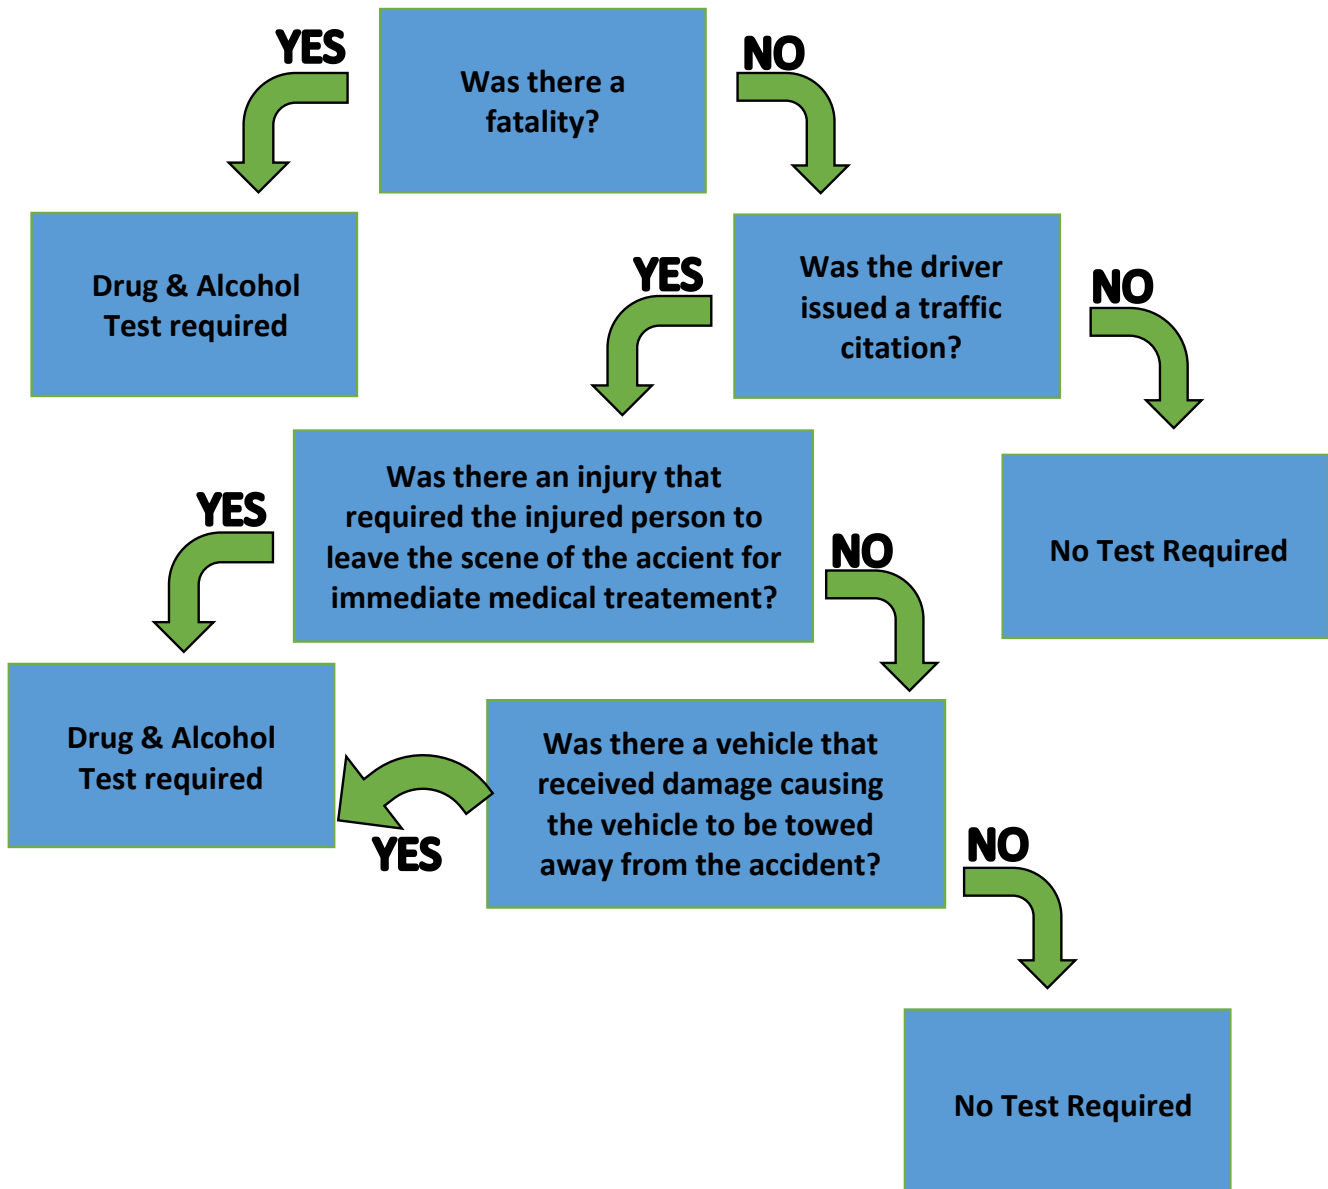 YES
Was there a
fatality?
NO
Drug & Alcohol
Test required
YES
Was the driver
issued a traffic
citation?
NO
YES
Was there an injury that
required the injured person to
leave the scene of the accient for
immediate medical treatement?
NO
No Test Required
Drug & Alcohol
Test required
YES
Was there a vehicle that
received damage causing
the vehicle to be towed
away from the accident?
NO
No Test Required